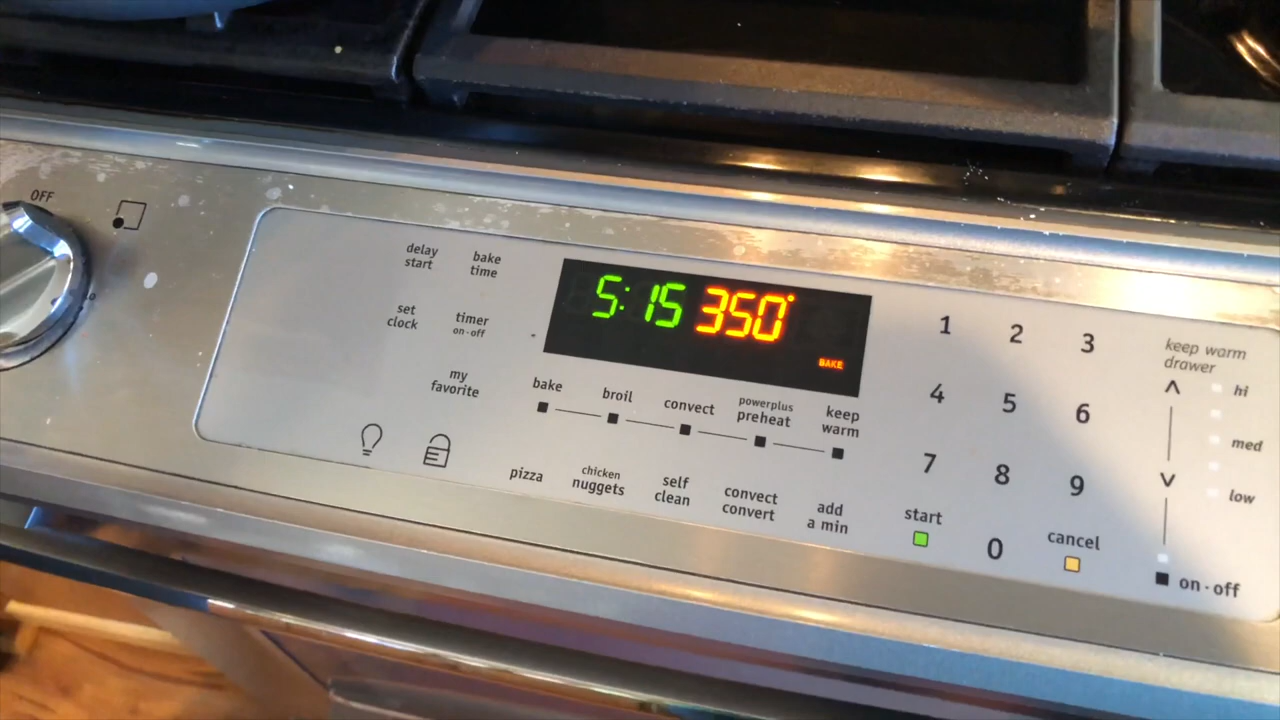 OFF
delay
start
bake
time
set
clock
timer
on-off
my
favorite
5:15 350°
BAKE
bake
broil
convect
powerplus
preheat
keep
warm
pizza
chicken
nuggets
self
clean
convect
convert
add
a min
1 2 3
4 5 6
7 8 9
start
0
cancel
keep warm
drawer
hi
med
low
on-off